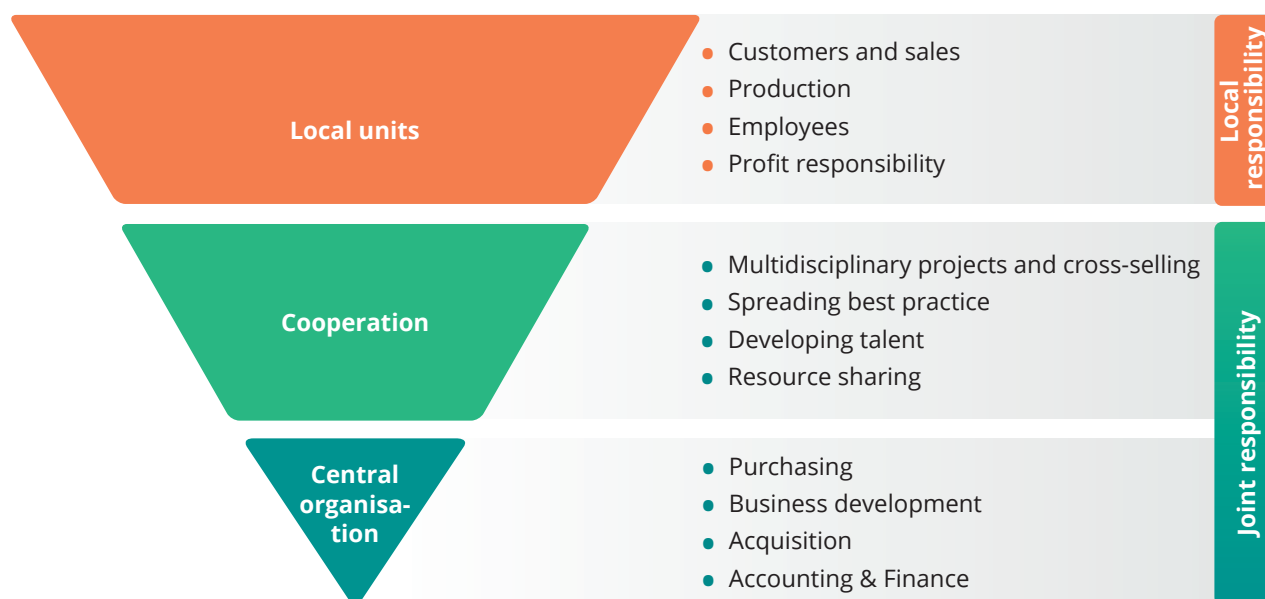 Local units
Customers and sales
Production
Employees
Profit responsibility
Local
responsibility
Cooperation
Multidisciplinary projects and cross-selling
Spreading best practice
Developing talent
Resource sharing
Central
organisa-
tion
Purchasing
Business development
Acquisition
Accounting & Finance
Joint responsibility